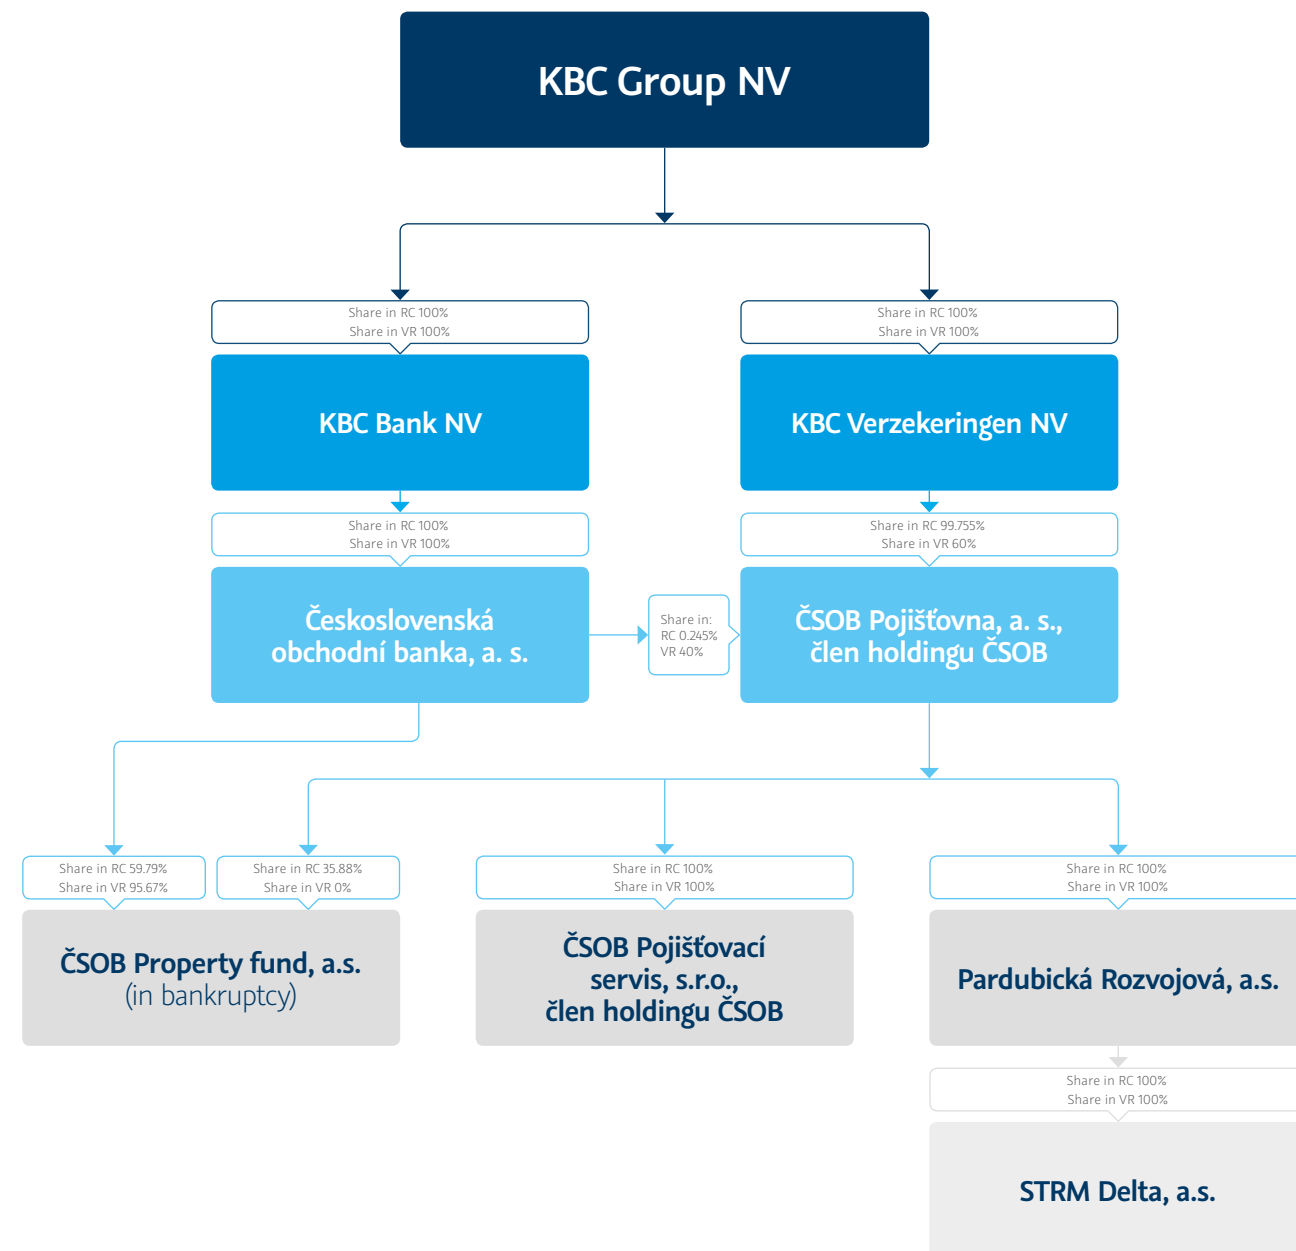 KBC Group NV
Share in RC 100%
Share in VR 100%
Share in RC 100%
Share in VR 100%
KBC Bank NV
KBC Verzekeringen NV
Share in RC 100%
Share in VR 100%
Share in RC 99.755%
Share in VR 60%
Československá
obchodní banka, a. s.
Share in:
RC 0.245%
VR 40%
ČSOB Pojišťovna, a. s.,
člen holdingu ČSOB
Share in RC 59.79%
Share in VR 95.67%
Share in RC 35.88%
Share in VR 0%
Share in RC 100%
Share in VR 100%
Share in RC 100%
Share in VR 100%
ČSOB Property fund, a.s.
(in bankruptcy)
ČSOB Pojišťovací
servis, s.r.o.,
člen holdingu ČSOB
Pardubická Rozvojová, a.s.
Share in RC 100%
Share in VR 100%
STRM Delta, a.s.